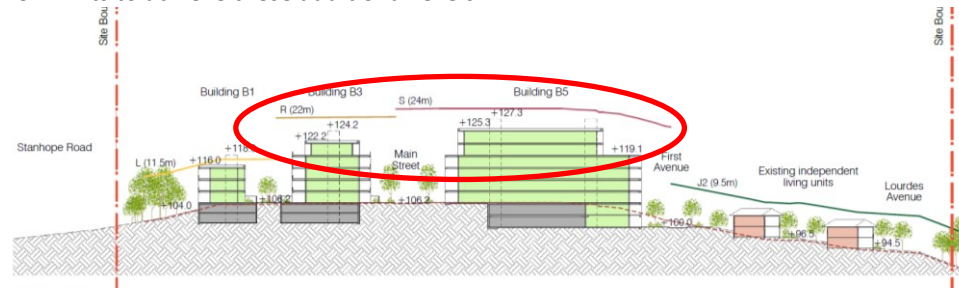 Site Bou
Site Bou
Building B1
Building B3
Building B5
R (22m)
S (24m)
+127.3
+125.3
+124.2
+122.2
+119.1
Stanhope Road
L (11.5m)
+116.0
Main
Street
First
Avenue
J2 (9.5m)
Existing independent
living units
Lourdes
Avenue
+104.0
+106.2
+100.0
+96.5
+94.5